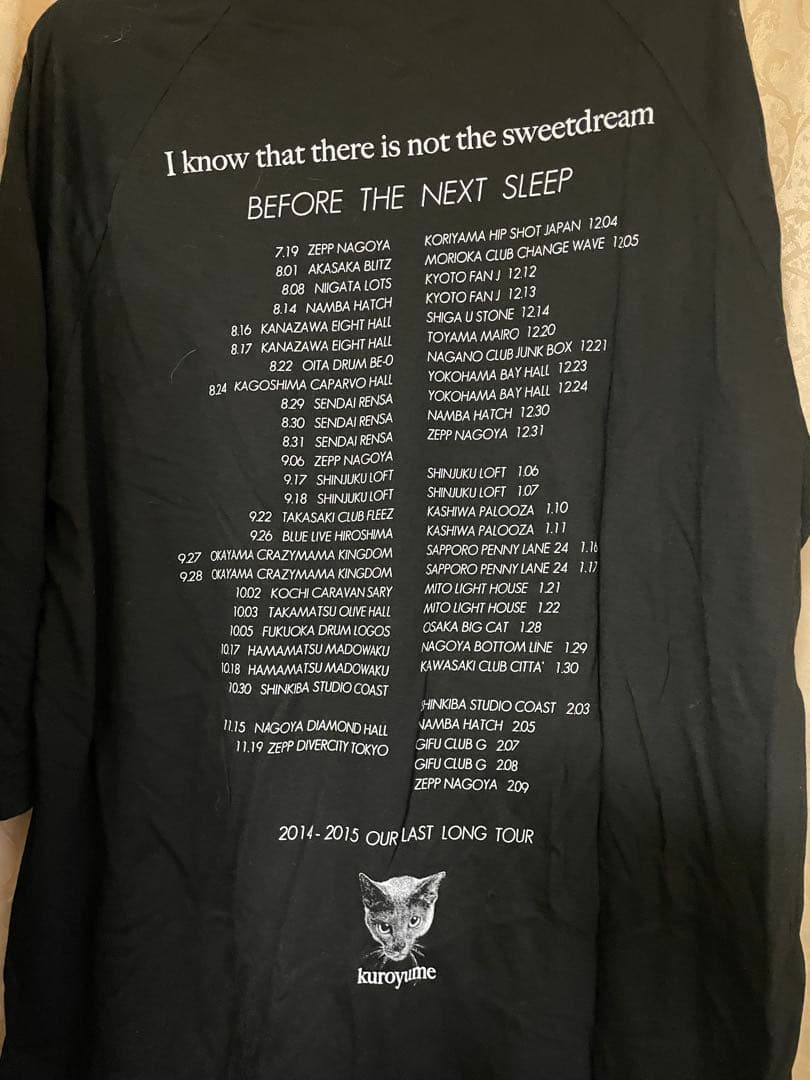 I know that there is not the sweetdream
BEFORE THE NEXT SLEEP
7.19 ZEPP NAGOYA
8.01 AKASAKA BLITZ
8.08 NIIGATA LOTS
8.14 NAMBA HATCH
8.16 KANAZAWA EIGHT HALL
8.17 KANAZAWA EIGHT HALL
8.22 OITA DRUM BE-0
8.24 KAGOSHIMA CAPARVO HALL
8.29 SENDAI RENSA
8.30 SENDAI RENSA
8.31 SENDAI RENSA
9.06 ZEPP NAGOYA
9.17 SHINJUKU LOFT
9.18 SHINJUKU LOFT
9.22 TAKASAKI CLUB FLEEZ
9.26 BLUE LIVE HIROSHIMA
9.27 OKAYAMA CRAZYMAMA KINGDOM
9.28 OKAYAMA CRAZYMAMA KINGDOM
10.02 KOCHI CARAVAN SARY
10.03 TAKAMATSU OLIVE HALL
10.05 FUKUOKA DRUM LOGOS
10.17 HAMAMATSU MADOWAKU
10.18 HAMAMATSU MADOWAKU
10.30 SHINKIBA STUDIO COAST
11.15 NAGOYA DIAMOND HALL
11.19 ZEPP DIVERCITY TOKYO
KORIYAMA HIP SHOT JAPAN 12.04
MORIOKA CLUB CHANGE WAVE 12.05
KYOTO FAN J 12.12
KYOTO FAN J 12.13
SHIGA U STONE 12.14
TOYAMA MAIRO 12.20
NAGANO CLUB JUNK BOX 12.21
YOKOHAMA BAY HALL 12.23
YOKOHAMA BAY HALL 12.24
NAMBA HATCH 12.30
ZEPP NAGOYA 12.31
SHINJUKU LOFT 1.06
SHINJUKU LOFT 1.07
KASHIWA PALOOZA 1.10
KASHIWA PALOOZA 1.11
SAPPORO PENNY LANE 24 1.16
SAPPORO PENNY LANE 24 1.17
MITO LIGHT HOUSE 1.21
MITO LIGHT HOUSE 1.22
OSAKA BIG CAT 1.28
NAGOYA BOTTOM LINE 1.29
KAWASAKI CLUB CITTA' 1.30
SHINKIBA STUDIO COAST 2.03
NAMBA HATCH 2.05
GIFU CLUB G 2.07
GIFU CLUB G 2.08
ZEPP NAGOYA 2.09
2014-2015 OUR LAST LONG TOUR
kuroyume